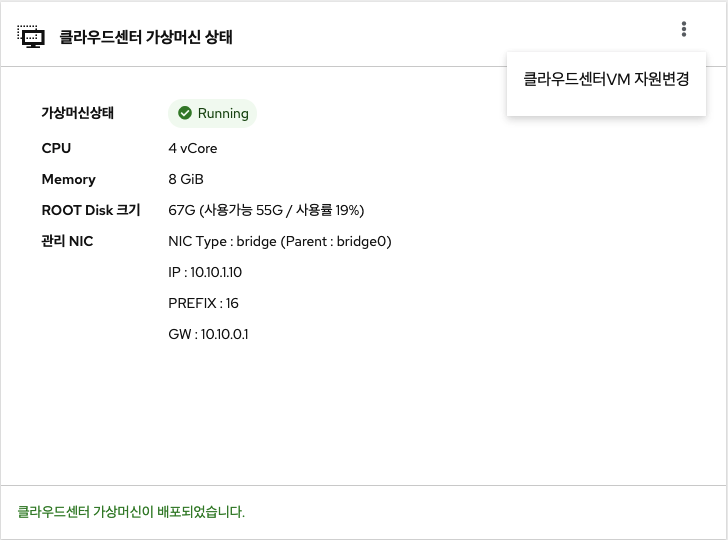 클라우드센터 가상머신 상태
클라우드센터VM 자원변경
가상머신상태 Running
CPU 4 vCore
Memory 8 GiB
ROOT Disk 크기 67G (사용가능 55G / 사용률 19%)
관리 NIC NIC Type : bridge (Parent : bridge0)
IP : 10.10.1.10
PREFIX : 16
GW : 10.10.0.1
클라우드센터 가상머신이 배포되었습니다.